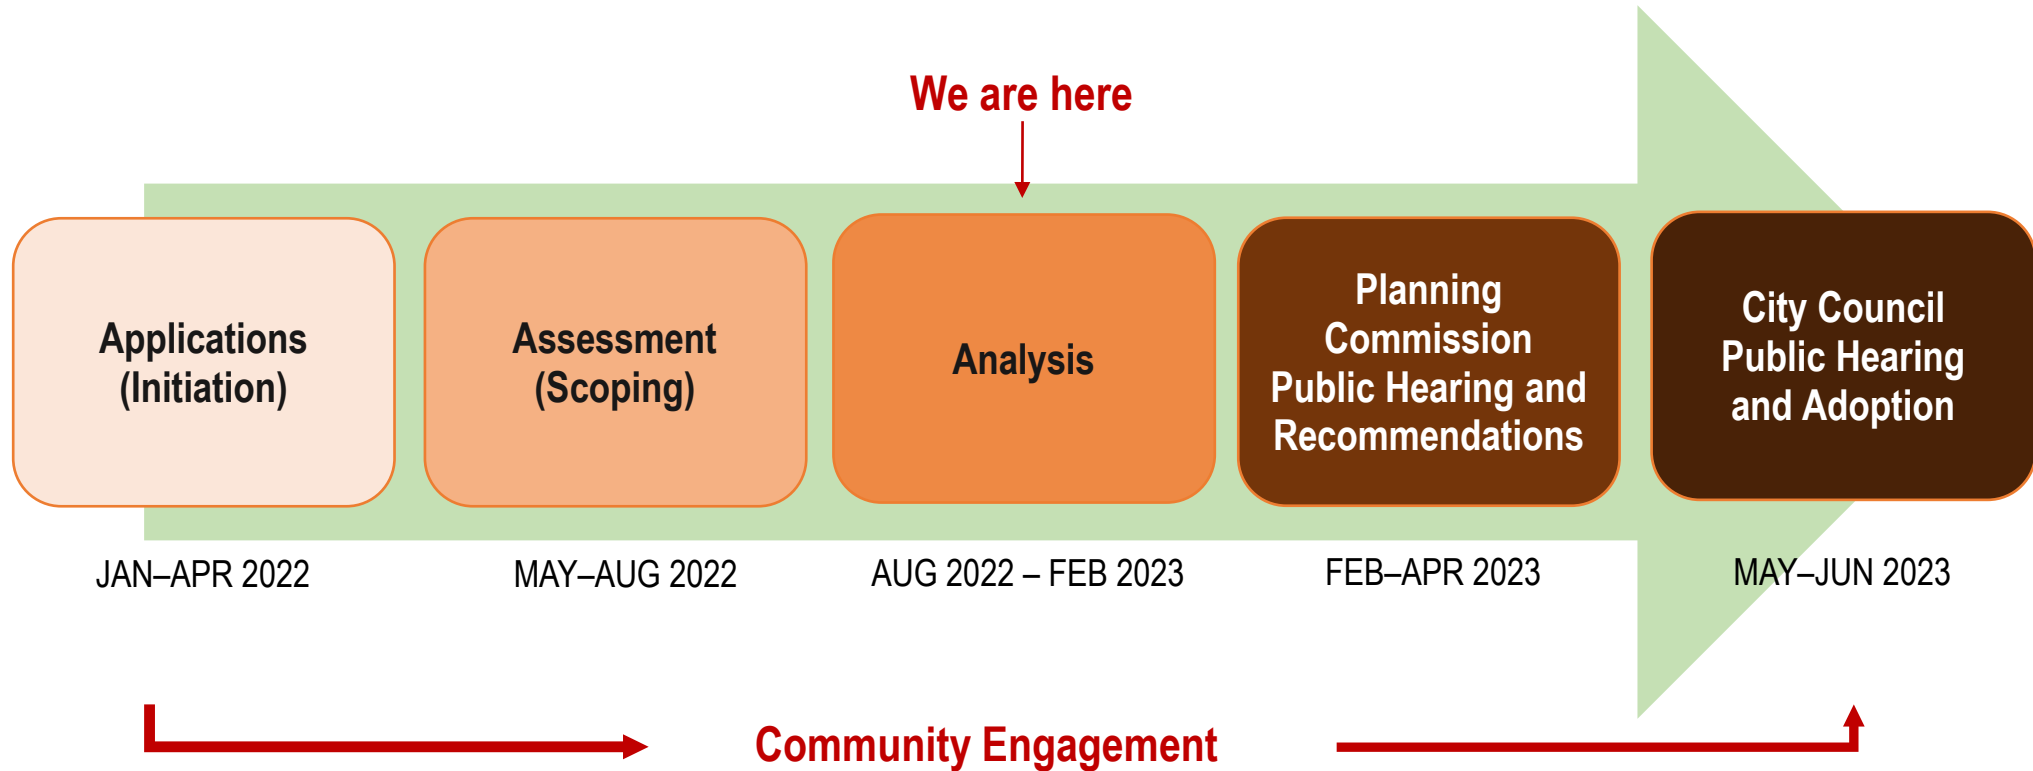 We are here
Applications
(Initiation)
Assessment
(Scoping)
Analysis
Planning
Commission
Public Hearing and
Recommendations
City Council
Public Hearing
and Adoption
JAN–APR 2022
MAY–AUG 2022
AUG 2022 – FEB 2023
FEB–APR 2023
MAY–JUN 2023
Community Engagement